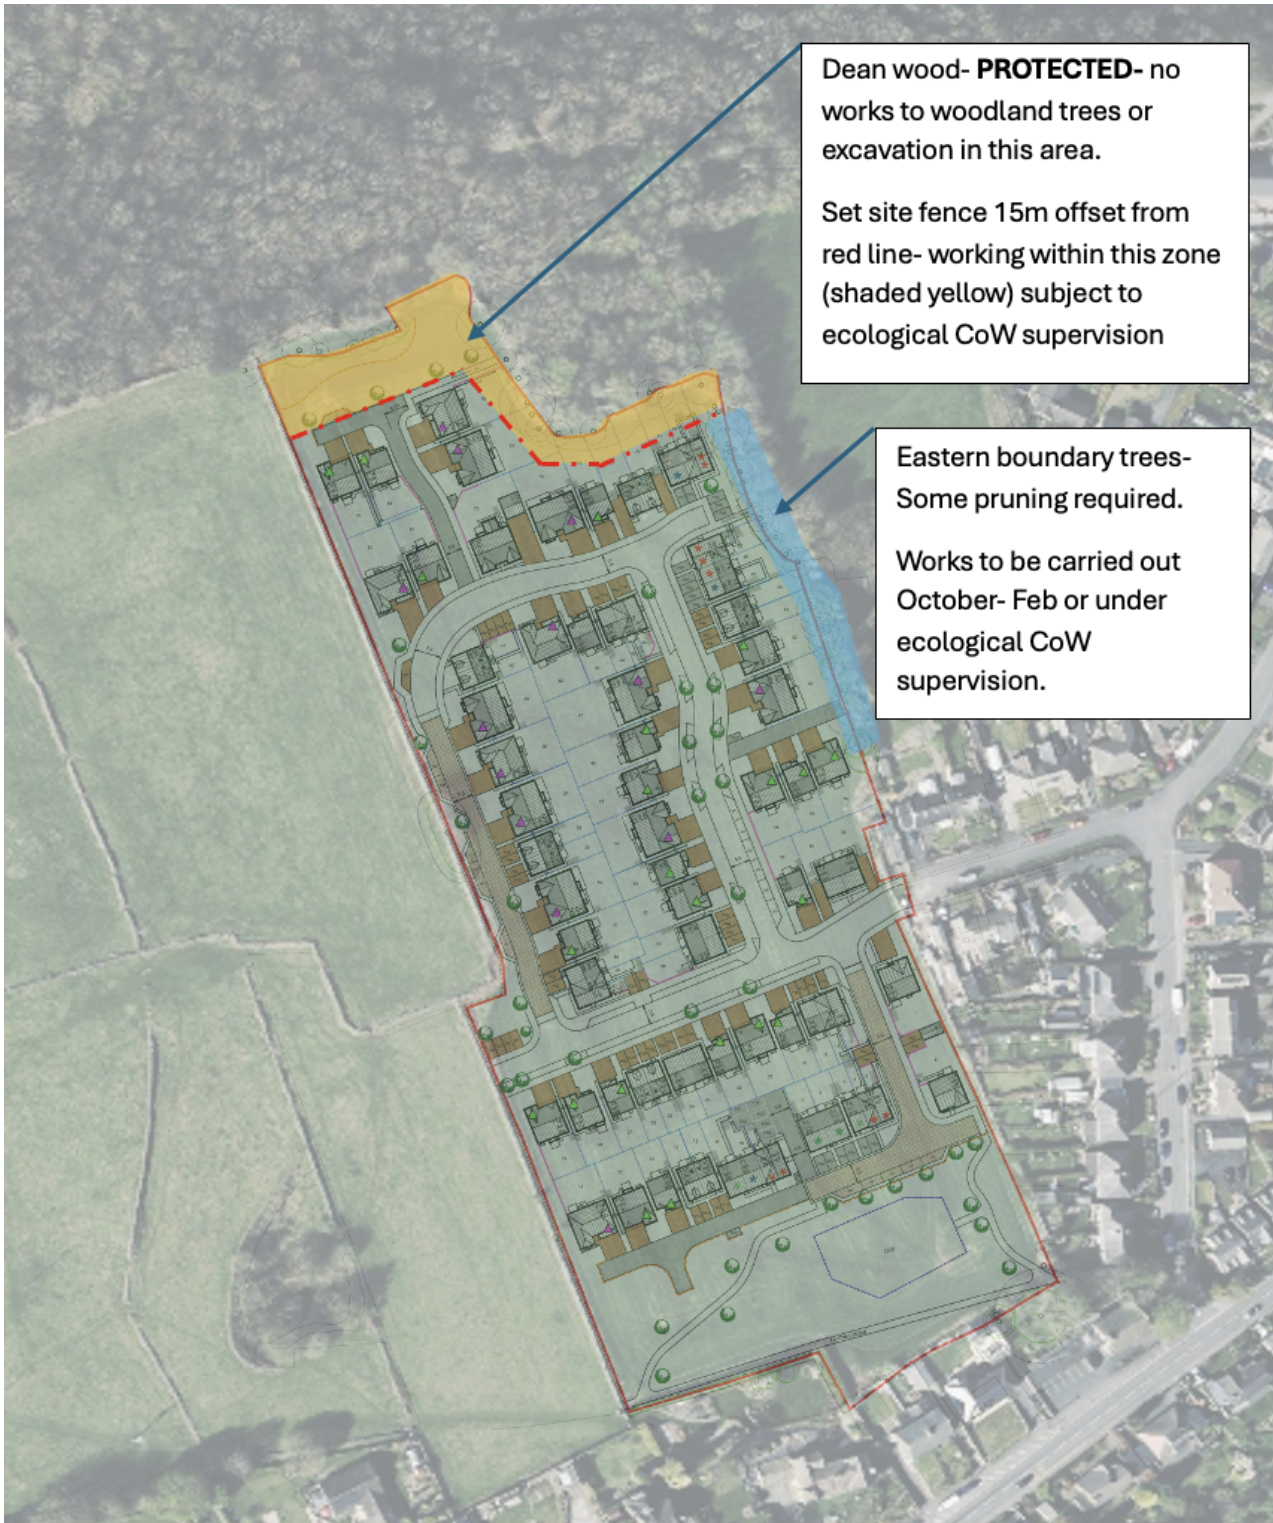 Dean wood- PROTECTED- no
works to woodland trees or
excavation in this area.
Set site fence 15m offset from
red line- working within this zone
(shaded yellow) subject to
ecological CoW supervision
Eastern boundary trees-
Some pruning required.
Works to be carried out
October- Feb or under
ecological CoW
supervision.